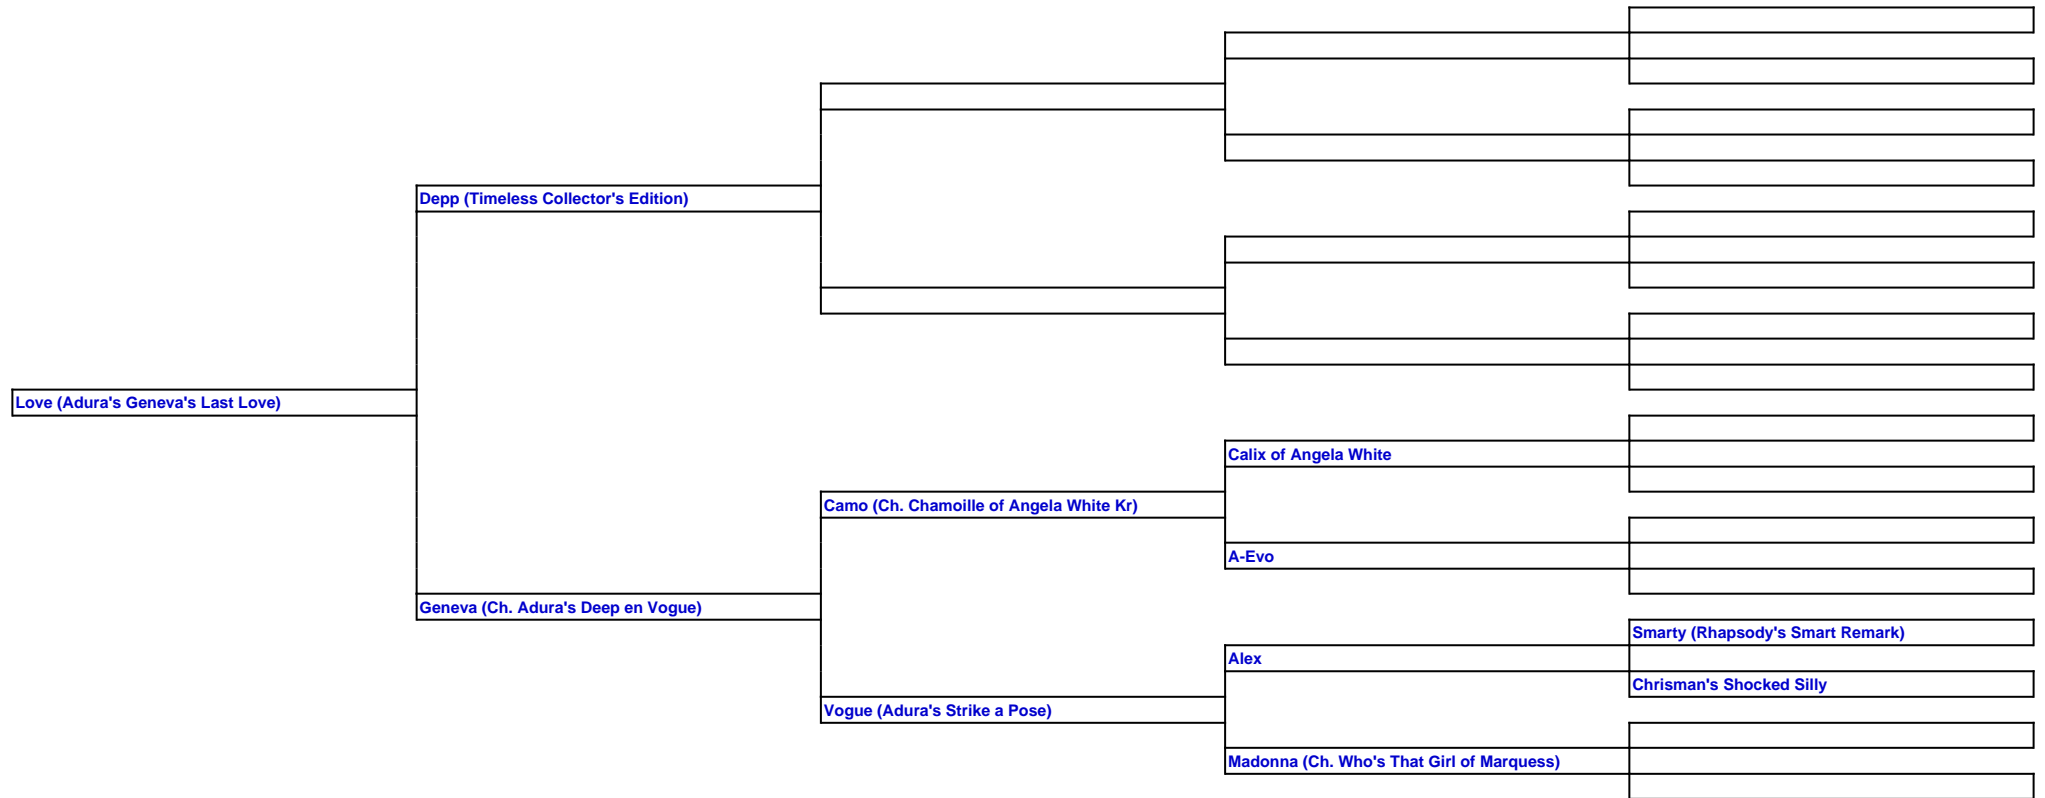 Depp (Timeless Collector's Edition)
Love (Adura's Geneva's Last Love)
Calix of Angela White
Camo (Ch. Chamoille of Angela White Kr)
A-Evo
Geneva (Ch. Adura's Deep en Vogue)
Smarty (Rhapsody's Smart Remark)
Alex
Chrisman's Shocked Silly
Vogue (Adura's Strike a Pose)
Madonna (Ch. Who's That Girl of Marquess)